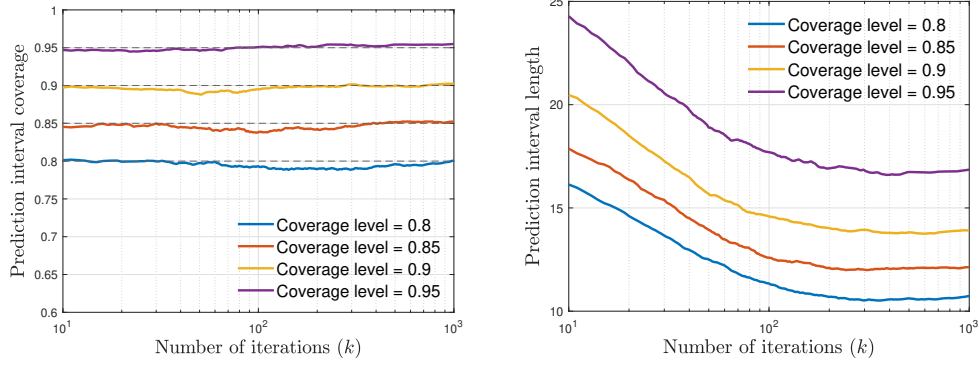 Prediction interval coverage
1
0.95
0.9
0.85
0.8
0.75
0.7
0.65
0.6
Coverage level = 0.8
Coverage level = 0.85
Coverage level = 0.9
Coverage level = 0.95
10^1
10^2
10^3
Number of iterations (k)
Prediction interval length
25
20
15
10
Coverage level = 0.8
Coverage level = 0.85
Coverage level = 0.9
Coverage level = 0.95
10^1
10^2
10^3
Number of iterations (k)